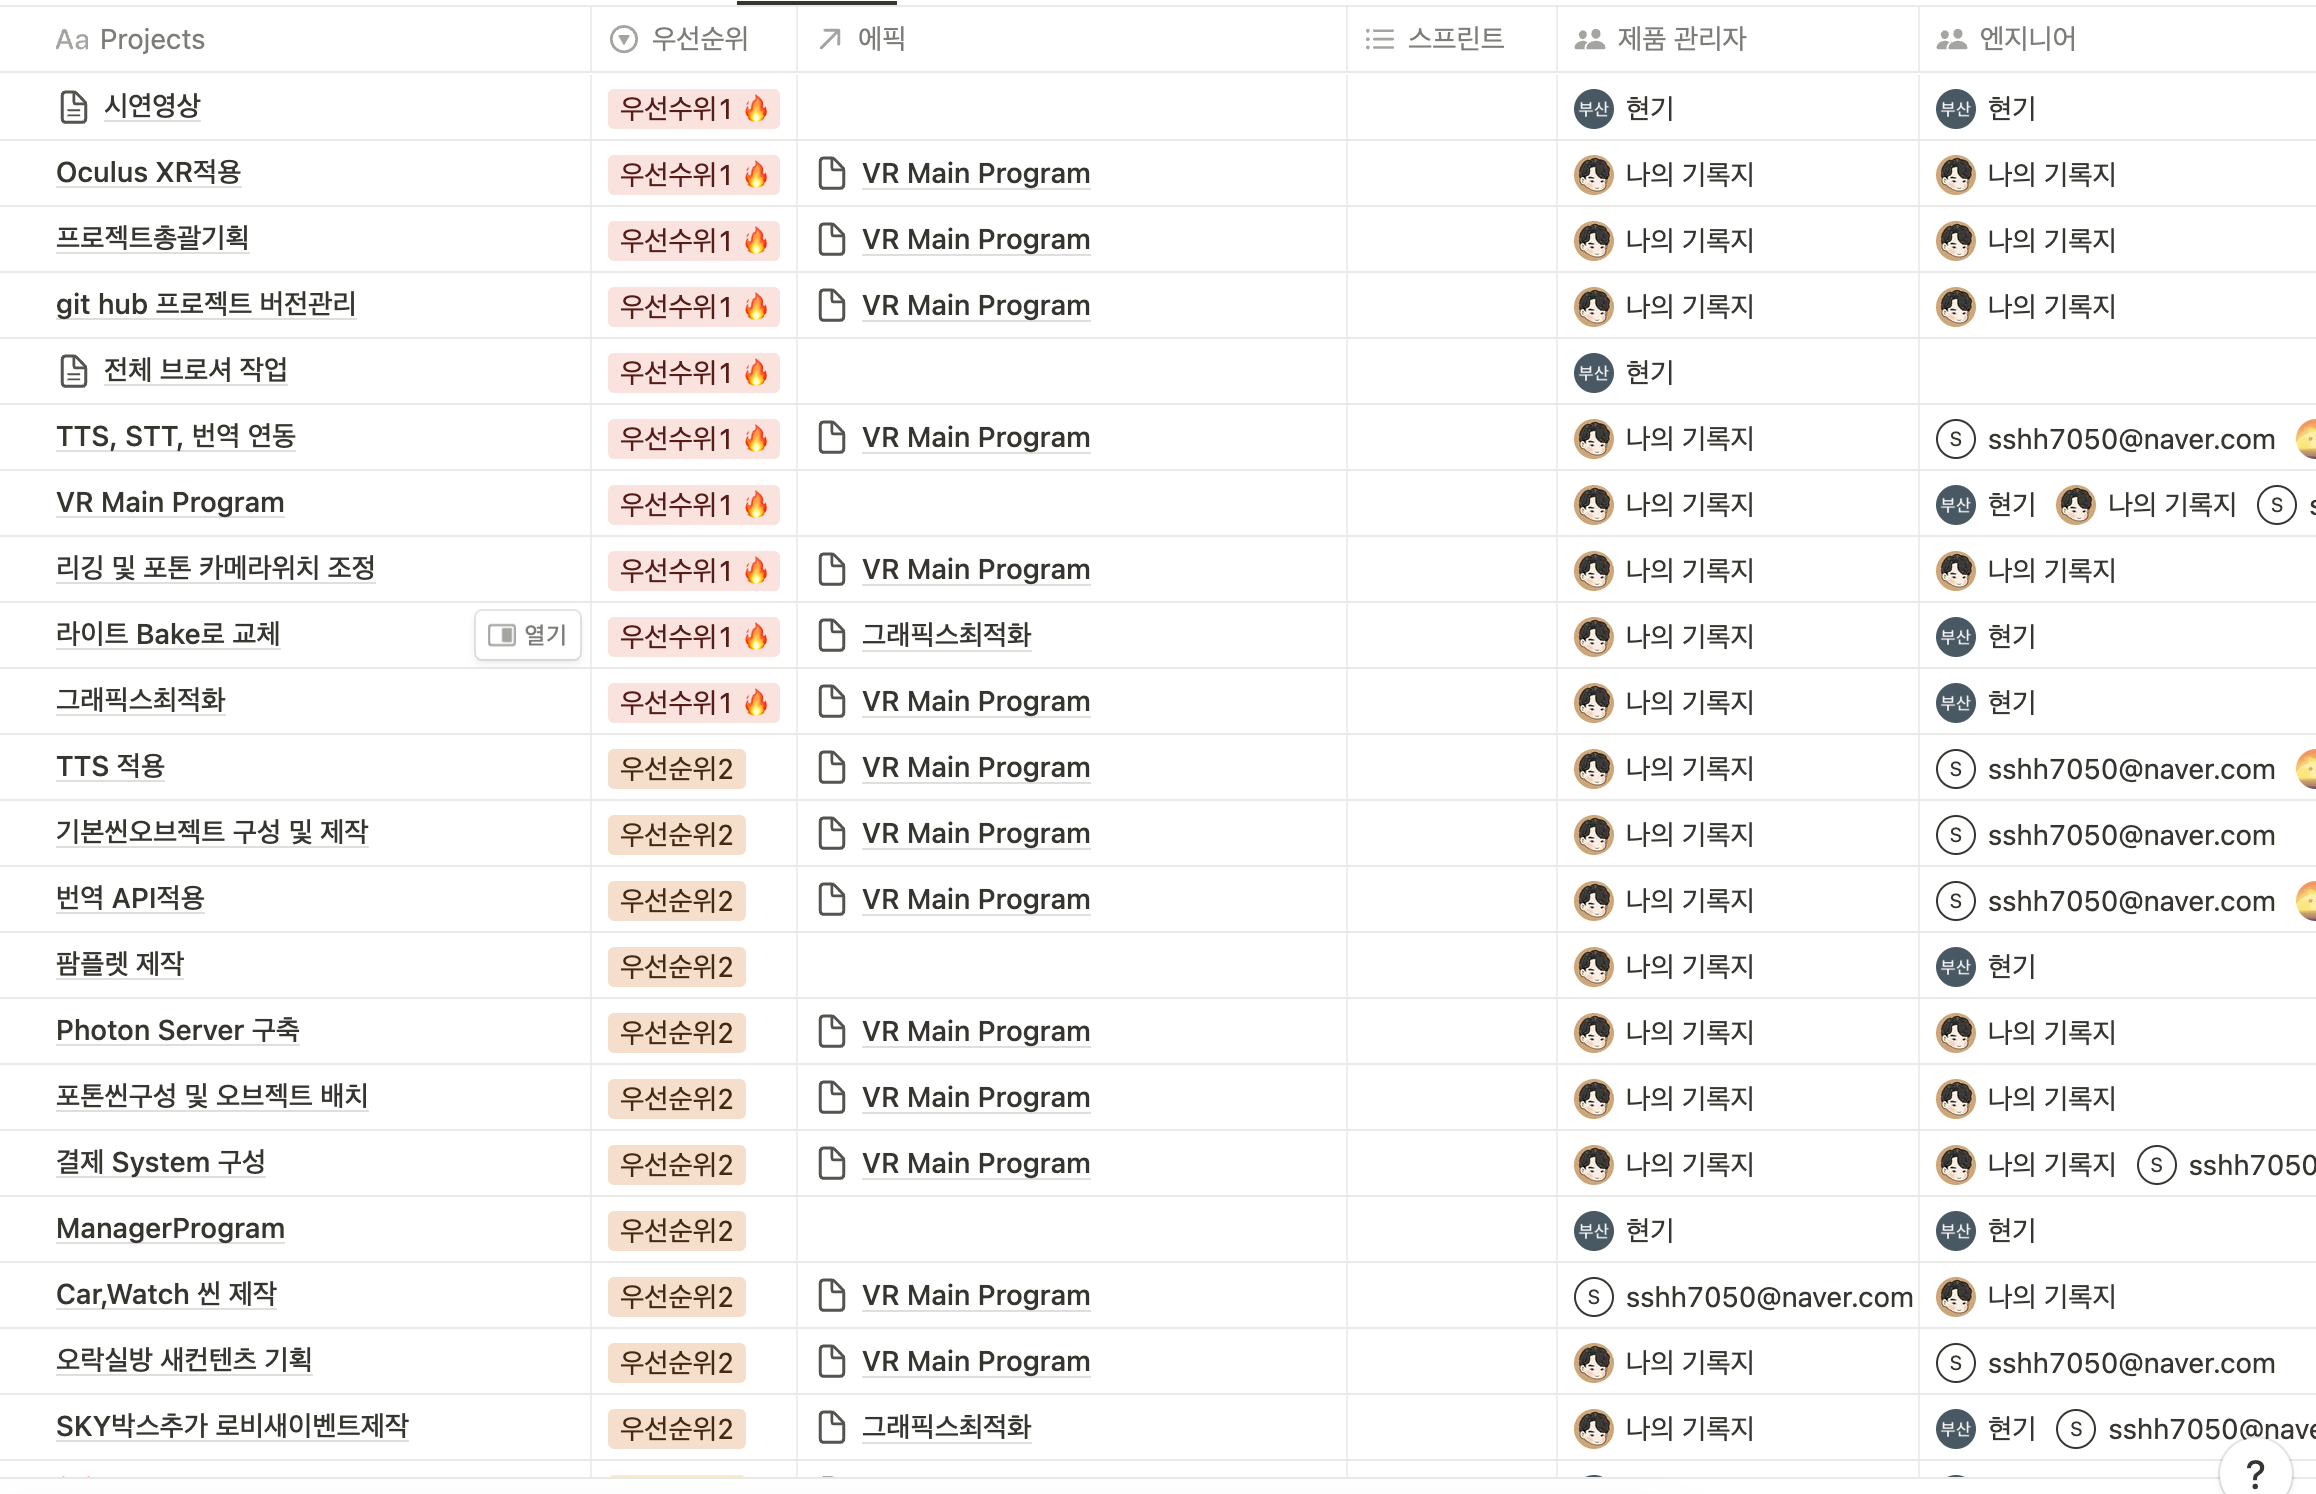 Aa Projects 우선순위 에픽 스프린트 제품 관리자 엔지니어
시연영상 우선수위1 🔥 부산 현기 부산 현기
Oculus XR적용 우선수위1 🔥 VR Main Program 나의 기록지 나의 기록지
프로젝트총괄기획 우선수위1 🔥 VR Main Program 나의 기록지 나의 기록지
git hub 프로젝트 버전관리 우선수위1 🔥 VR Main Program 나의 기록지 나의 기록지
전체 브로셔 작업 우선수위1 🔥 부산 현기
TTS, STT, 번역 연동 우선수위1 🔥 VR Main Program 나의 기록지 S sshh7050@naver.com
VR Main Program 우선수위1 🔥 나의 기록지 부산 현기 나의 기록지 S s
리깅 및 포톤 카메라위치 조정 우선수위1 🔥 VR Main Program 나의 기록지 나의 기록지
라이트 Bake로 교체 열기 우선수위1 🔥 그래픽스최적화 나의 기록지 부산 현기
그래픽스최적화 우선수위1 🔥 VR Main Program 나의 기록지 부산 현기
TTS 적용 우선순위2 VR Main Program 나의 기록지 S sshh7050@naver.com
기본씬오브젝트 구성 및 제작 우선순위2 VR Main Program 나의 기록지 S sshh7050@naver.com
번역 API적용 우선순위2 VR Main Program 나의 기록지 S sshh7050@naver.com
팜플렛 제작 우선순위2 나의 기록지 부산 현기
Photon Server 구축 우선순위2 VR Main Program 나의 기록지 나의 기록지
포톤씬구성 및 오브젝트 배치 우선순위2 VR Main Program 나의 기록지 나의 기록지
결제 System 구성 우선순위2 VR Main Program 나의 기록지 나의 기록지 S sshh7050
ManagerProgram 우선순위2 부산 현기 부산 현기
Car,Watch 씬 제작 우선순위2 VR Main Program S sshh7050@naver.com 나의 기록지
오락실방 새컨텐츠 기획 우선순위2 VR Main Program 나의 기록지 S sshh7050@naver.com
SKY박스추가 로비새이벤트제작 우선순위2 그래픽스최적화 나의 기록지 부산 현기 S sshh7050@nave
?